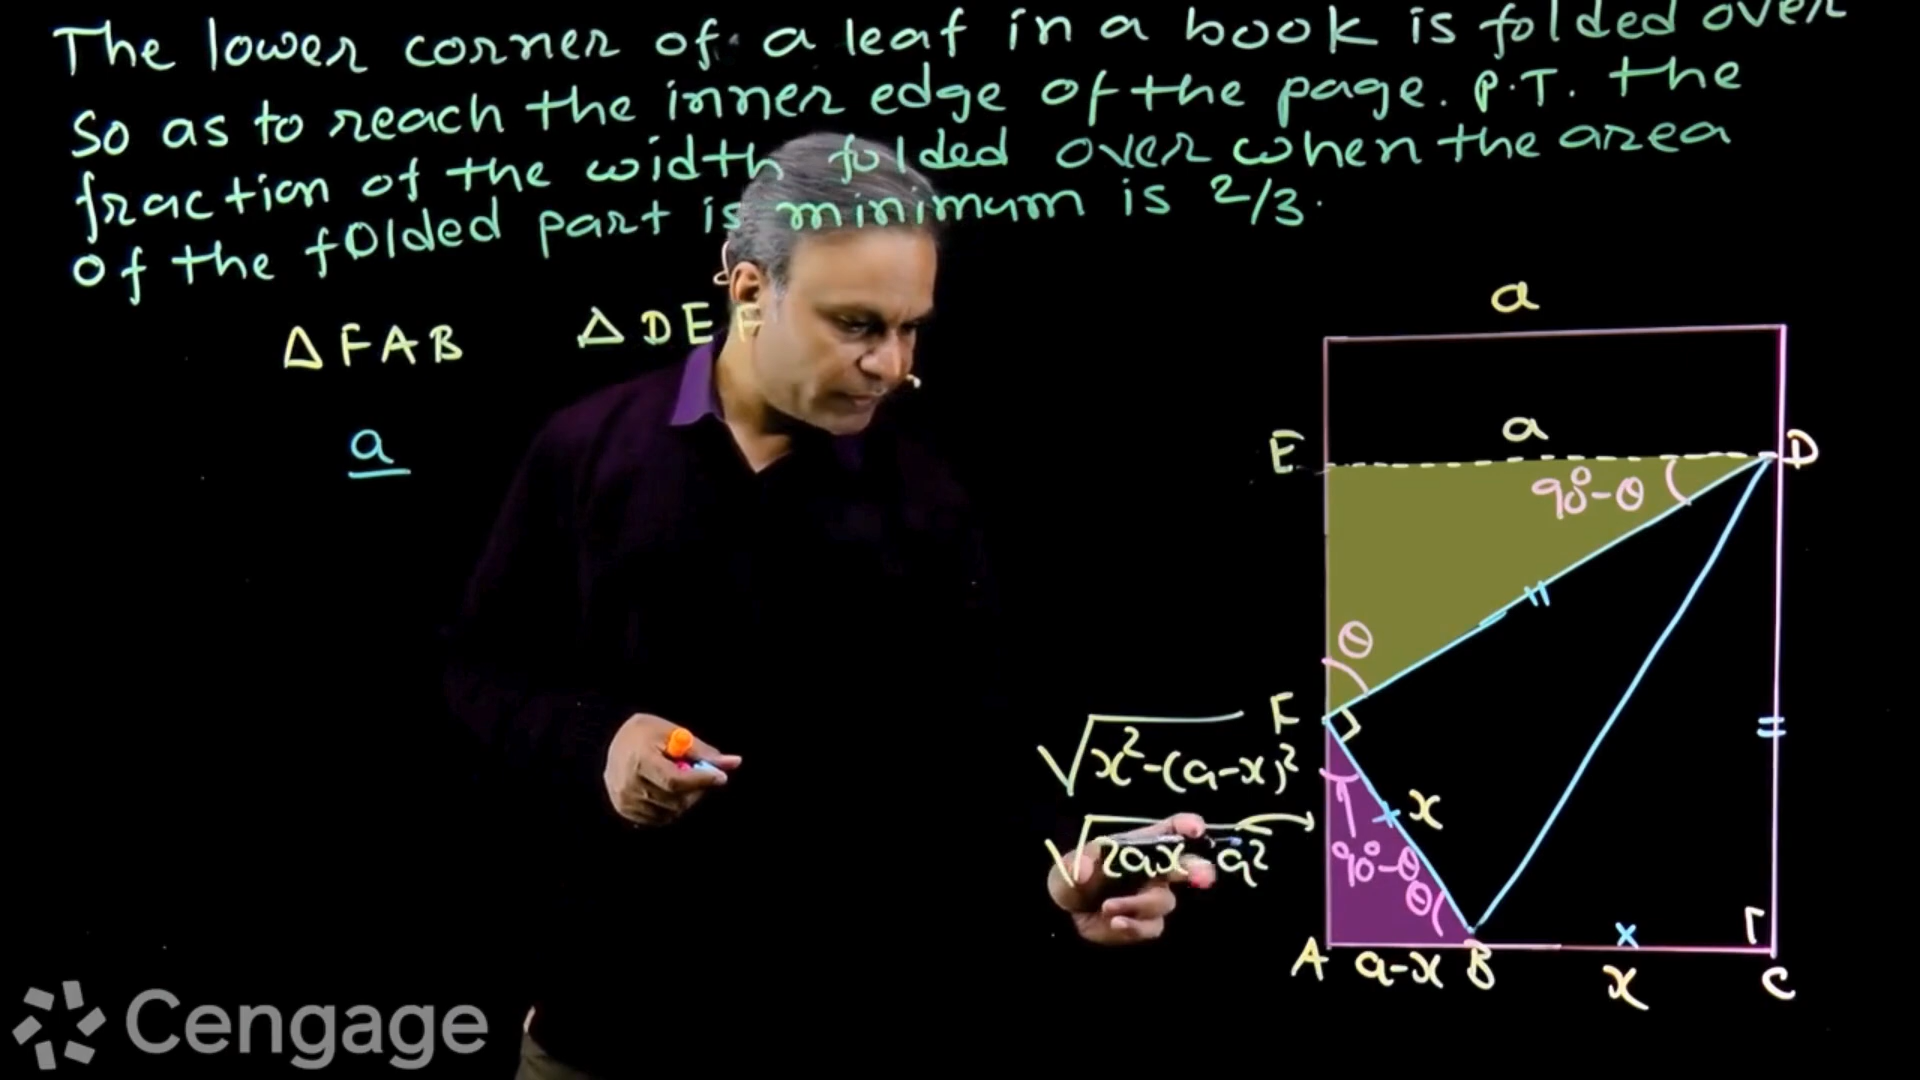 The lower corner of a leaf in a book is folded over
so as to reach the inner edge of the page. P.T. the
fraction of the width folded over when the area
of the folded part is minimum is 2/3.
Δ FAB Δ DEF
a
a
E a D
90°-θ
θ
F
√x²-(a-x)²
x
√2ax-a²
90°-θ
θ
A a-x B x C
Cengage